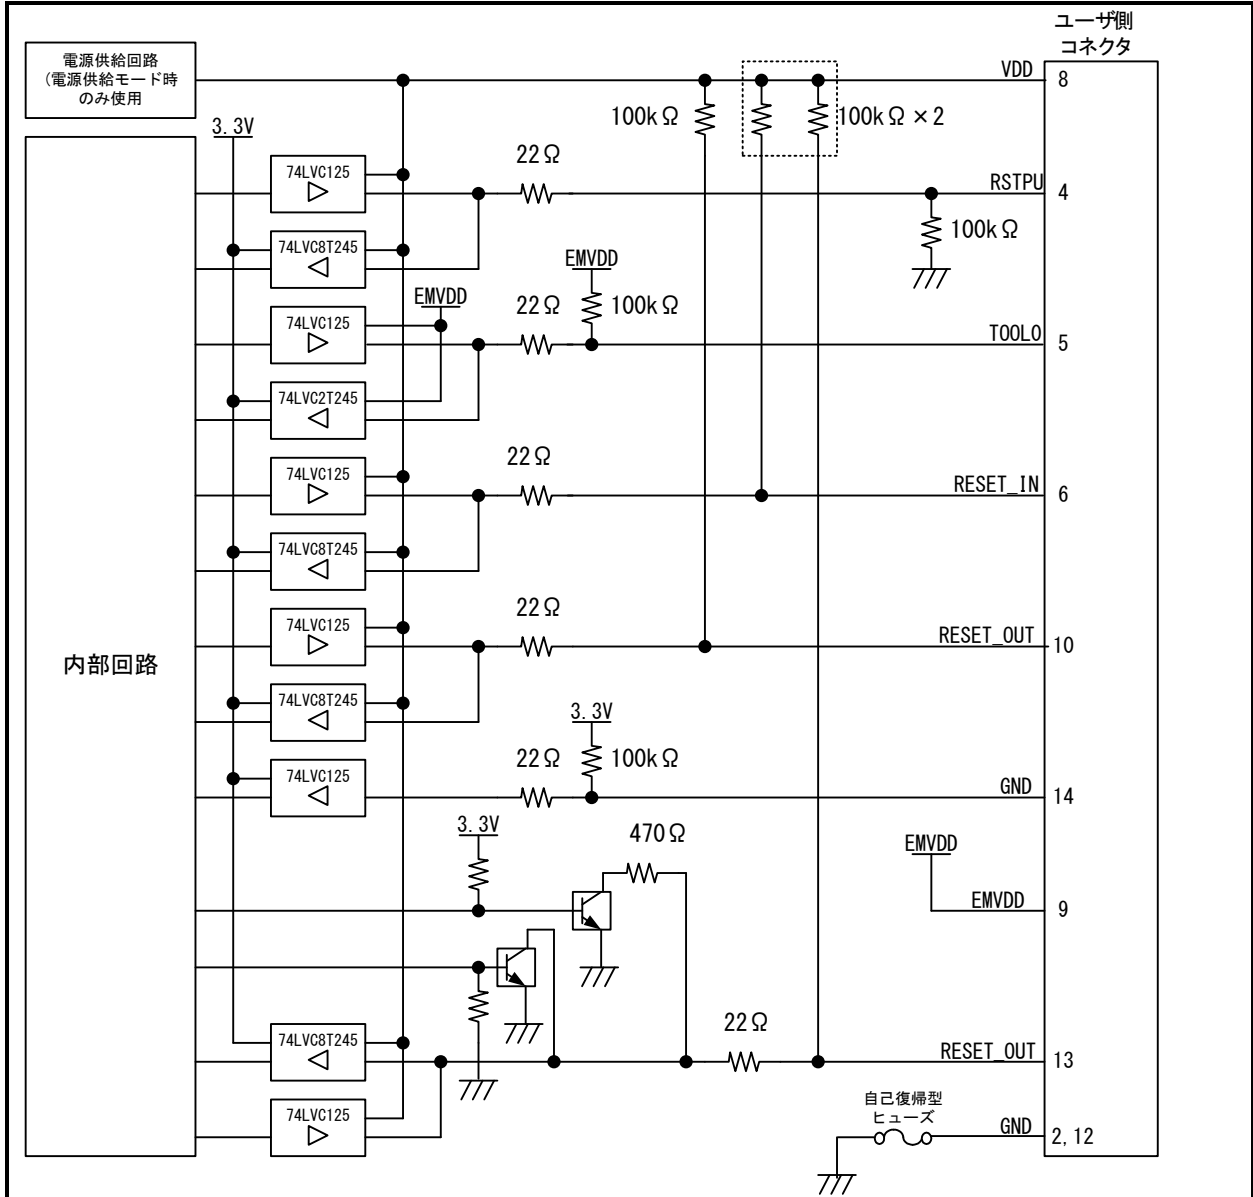 ユーザ側
コネクタ
電源供給回路
(電源供給モード時
のみ使用
VDD
8
3.3V
100kΩ
100kΩ×2
22Ω
74LVC125
RSTPU
4
100kΩ
74LVC8T245
EMVDD
EMVDD
22Ω
100kΩ
74LVC125
TOOL0
5
74LVC2T245
22Ω
74LVC125
RESET_IN
6
74LVC8T245
22Ω
74LVC125
RESET_OUT
10
内部回路
74LVC8T245
3.3V
22Ω
100kΩ
74LVC125
GND
14
3.3V
470Ω
EMVDD
EMVDD
9
22Ω
74LVC8T245
RESET_OUT
13
自己復帰型
ヒューズ
74LVC125
GND
2,12